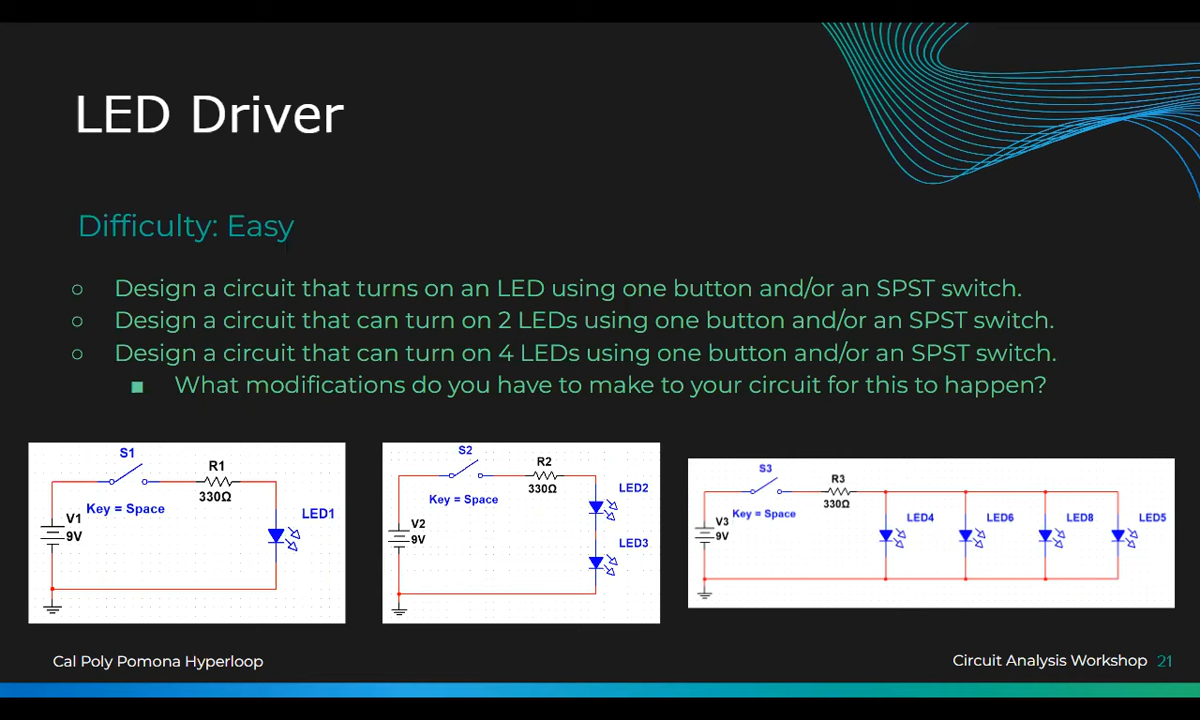 LED Driver
Difficulty: Easy
○ Design a circuit that turns on an LED using one button and/or an SPST switch.
○ Design a circuit that can turn on 2 LEDs using one button and/or an SPST switch.
○ Design a circuit that can turn on 4 LEDs using one button and/or an SPST switch.
■ What modifications do you have to make to your circuit for this to happen?
S1
R1
330Ω
Key = Space
V1
9V
LED1
S2
R2
330Ω
Key = Space
V2
9V
LED2
LED3
S3
R3
330Ω
Key = Space
V3
9V
LED4
LED6
LED8
LED5
Cal Poly Pomona Hyperloop
Circuit Analysis Workshop 21